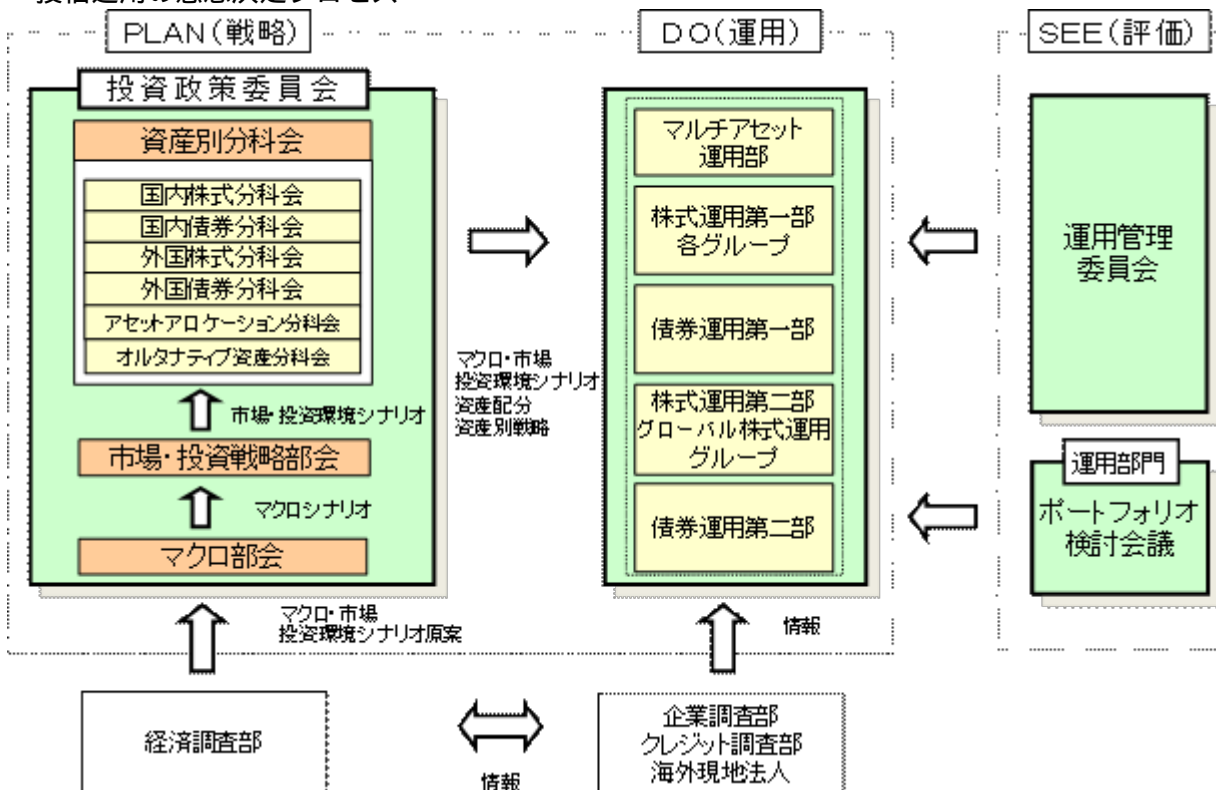 投信運用の意思決定プロセス
PLAN(戦略)
投資政策委員会
資産別分科会
国内株式分科会
国内債券分科会
外国株式分科会
外国債券分科会
アセットアロケーション分科会
オルタナティブ資産分科会
市場・投資環境シナリオ
市場・投資戦略部会
マクロシナリオ
マクロ部会
マクロ・市場
投資環境シナリオ原案
経済調査部
マクロ・市場
投資環境シナリオ
資産配分
資産別戦略
情報
DO(運用)
マルチアセット
運用部
株式運用第一部
各グループ
債券運用第一部
株式運用第二部
グローバル株式運用
グループ
債券運用第二部
情報
企業調査部
クレジット調査部
海外現地法人
SEE(評価)
運用管理
委員会
運用部門
ポートフォリオ
検討会議